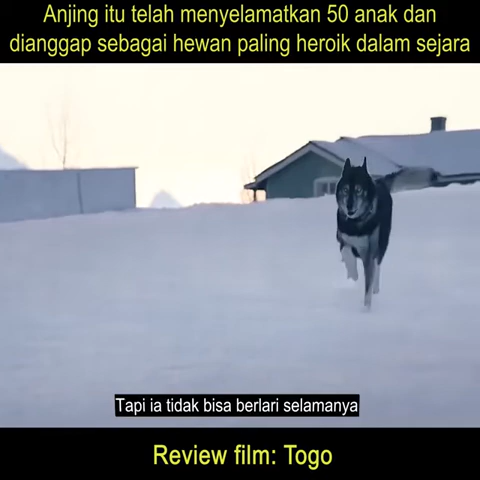 Anjing itu telah menyelamatkan 50 anak dan
dianggap sebagai hewan paling heroik dalam sejara
Tapi ia tidak bisa berlari selamanya
Review film: Togo